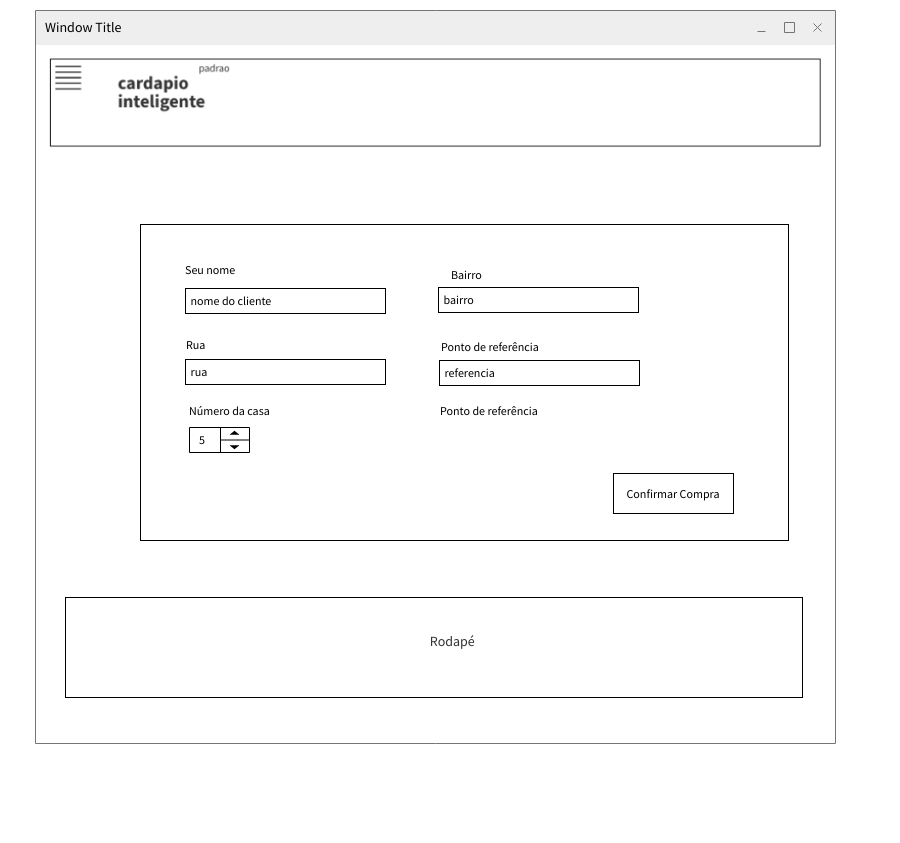 Window Title
padrao
cardapio
inteligente
Seu nome
nome do cliente
Bairro
bairro
Rua
rua
Ponto de referência
referencia
Número da casa
5
Ponto de referência
Confirmar Compra
Rodapé